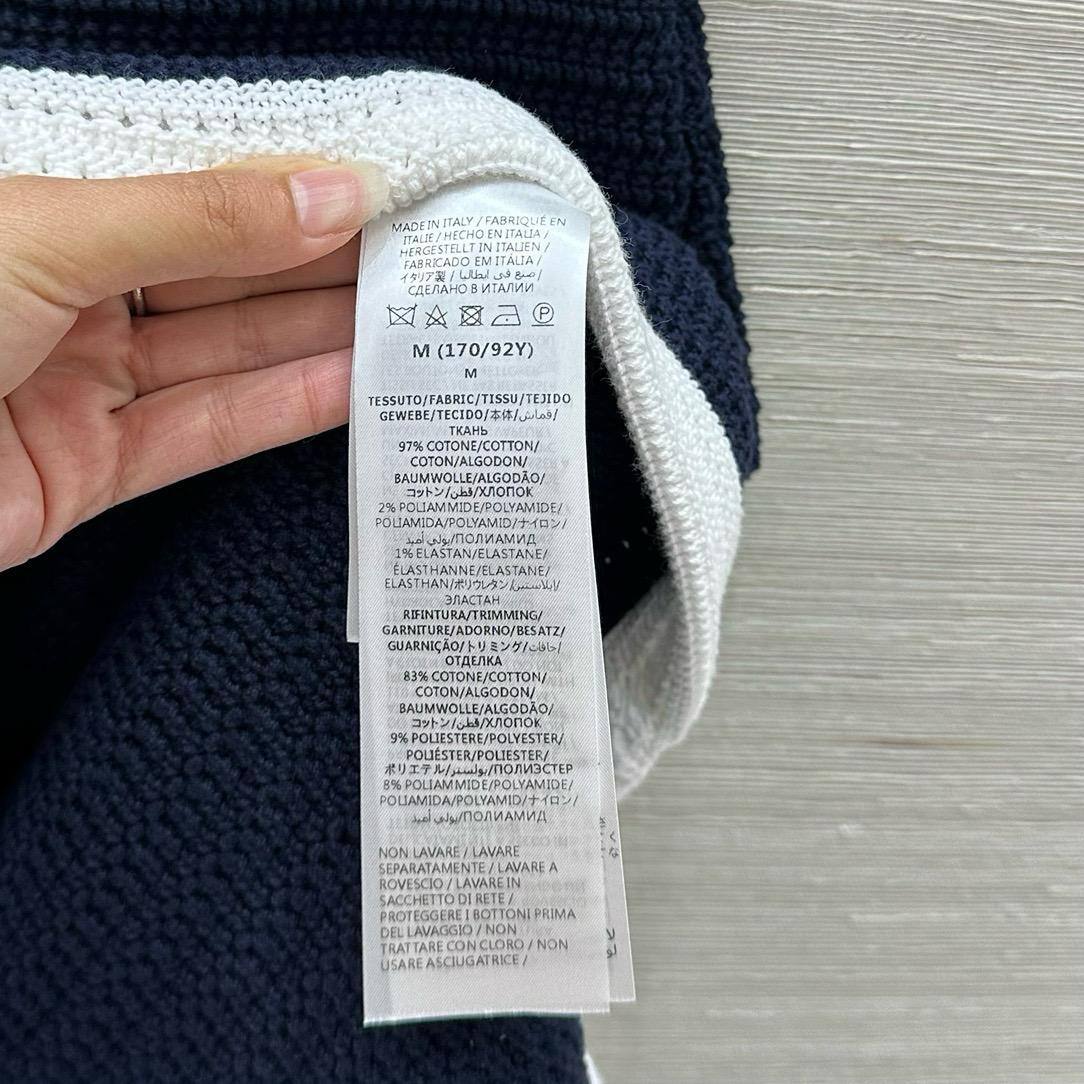 MADE IN ITALY / FABRIQUÉ EN
ITALIE / HECHO EN ITALIA /
HERGESTELLT IN ITALIEN /
FABRICADO EM ITÁLIA /
イタリア製 / صنع في ايطاليا /
СДЕЛАНО В ИТАЛИИ
P
M (170/92Y)
M
TESSUTO/FABRIC/TISSU/TEJIDO
GEWEBE/TECIDO/本体/قماش/
ТКАНЬ
97% COTONE/COTTON/
COTON/ALGODON/
BAUMWOLLE/ALGODÃO/
コットン/قطن/ХЛОПОК
2% POLIAMMIDE/POLYAMIDE/
POLIAMIDA/POLYAMID/ナイロン/
بولي أميد/ПОЛИАМИД
1% ELASTAN/ELASTANE/
ÉLASTHANNE/ELASTANE/
ELASTHAN/ポリウレタン/ايلاستين/
ЭЛАСТАН
RIFINTURA/TRIMMING/
GARNITURE/ADORNO/BESATZ/
GUARNIÇÃO/トリミング/حافات/
ОТДЕЛКА
83% COTONE/COTTON/
COTON/ALGODON/
BAUMWOLLE/ALGODÃO/
コットン/قطن/ХЛОПОК
9% POLIESTERE/POLYESTER/
POLIÉSTER/POLIESTER/
ポリエテル/بولستر/ПОЛИЭСТЕР
8% POLIAMMIDE/POLYAMIDE/
POLIAMIDA/POLYAMID/ナイロン/
بولي أميد/ПОЛИАМИД
NON LAVARE / LAVARE
SEPARATAMENTE / LAVARE A
ROVESCIO / LAVARE IN
SACCHETTO DI RETE /
PROTEGGERE I BOTTONI PRIMA
DEL LAVAGGIO / NON
TRATTARE CON CLORO / NON
USARE ASCIUGATRICE /